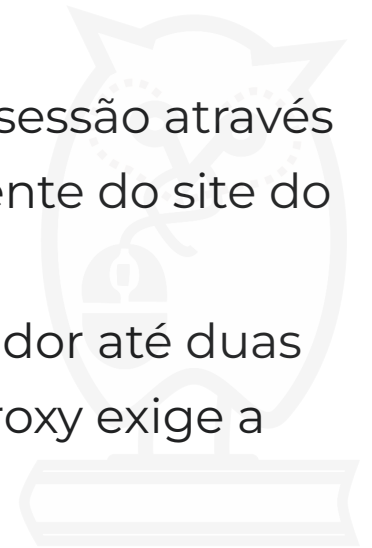 sessão através
ente do site do
dor até duas
roxy exige a